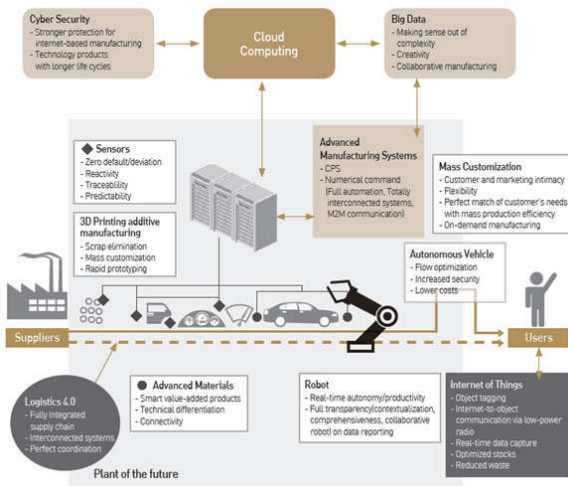 Cyber Security
- Stronger protection for
internet-based manufacturing
- Technology products
with longer life cycles
Cloud
Computing
Big Data
- Making sense out of
complexity
- Creativity
- Collaborative manufacturing
Sensors
- Zero default/deviation
- Reactivity
- Traceablility
- Predictability
Advanced
Manufacturing Systems
- CPS
- Numerical command
(Full automation, Totally
interconnected systems,
M2M communication)
Mass Customization
- Customer and marketing intimacy
- Flexibility
- Perfect match of customer's needs
with mass production efficiency
- On-demand manufacturing
3D Printing additive
manufacturing
- Scrap elimination
- Mass customization
- Rapid prototyping
Autonomous Vehicle
- Flow optimization
- Increased security
- Lower costs
Suppliers
Users
Logistics 4.0
- Fully Integrated
supply chain
- Interconnected systems
- Perfect coordination
Advanced Materials
- Smart value-added products
- Technical differentiation
- Connectivity
Robot
- Real-time autonomy/productivity
- Full transparency(contextualization,
comprehensiveness, collaborative
robot) on data reporting
Internet of Things
- Object tagging
- Internet-to-object
communication via low-power
radio
- Real-time data capture
- Optimized stocks
- Reduced waste
Plant of the future